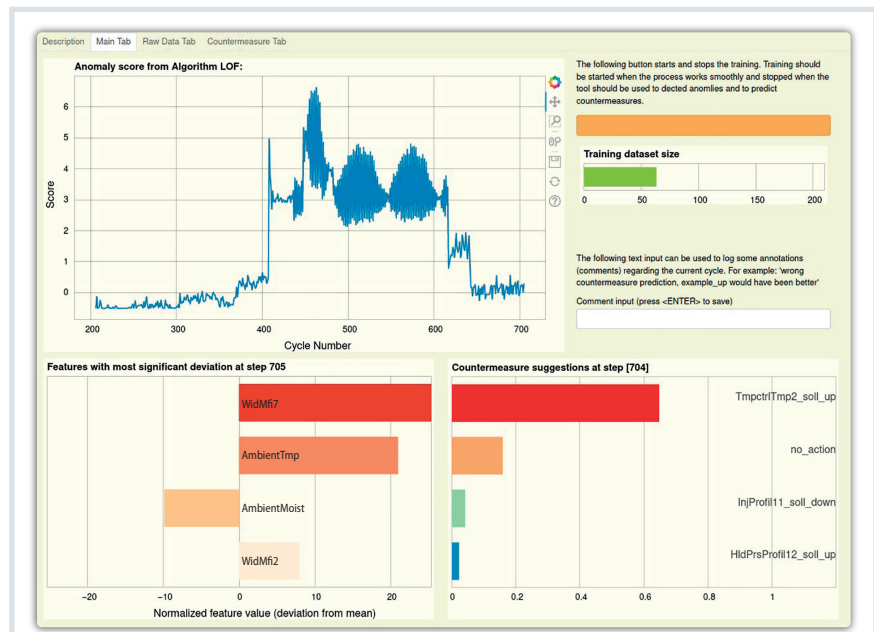 Description Main Tab Raw Data Tab Countermeasure Tab
Anomaly score from Algorithm LOF:
6
5
4
3
2
1
0
Score
200 300 400 500 600 700
Cycle Number
The following button starts and stops the training. Training should
be started when the process works smoothly and stopped when the
tool should be used to dected anomlies and to predict
countermeasures.
Training dataset size
0 50 100 150 200
The following text input can be used to log some annotations
(comments) regarding the current cycle. For example: 'wrong
countermeasure prediction, example_up would have been better'
Comment input (press <ENTER> to save)
Features with most significant deviation at step 705
WidMfi7
AmbientTmp
AmbientMoist
WidMfi2
−20 −10 0 10 20
Normalized feature value (deviation from mean)
Countermeasure suggestions at step [704]
TmpctrlTmp2_soll_up
no_action
InjProfil11_soll_down
HldPrsProfil12_soll_up
0 0.2 0.4 0.6 0.8 1